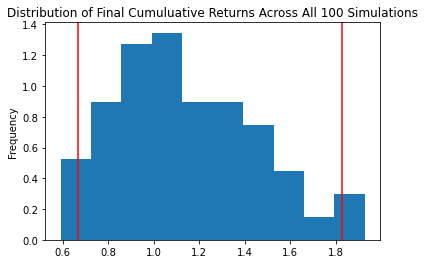 Distribution of Final Cumuluative Returns Across All 100 Simulations
Frequency
1.4
1.2
1.0
0.8
0.6
0.4
0.2
0.0
0.6 0.8 1.0 1.2 1.4 1.6 1.8